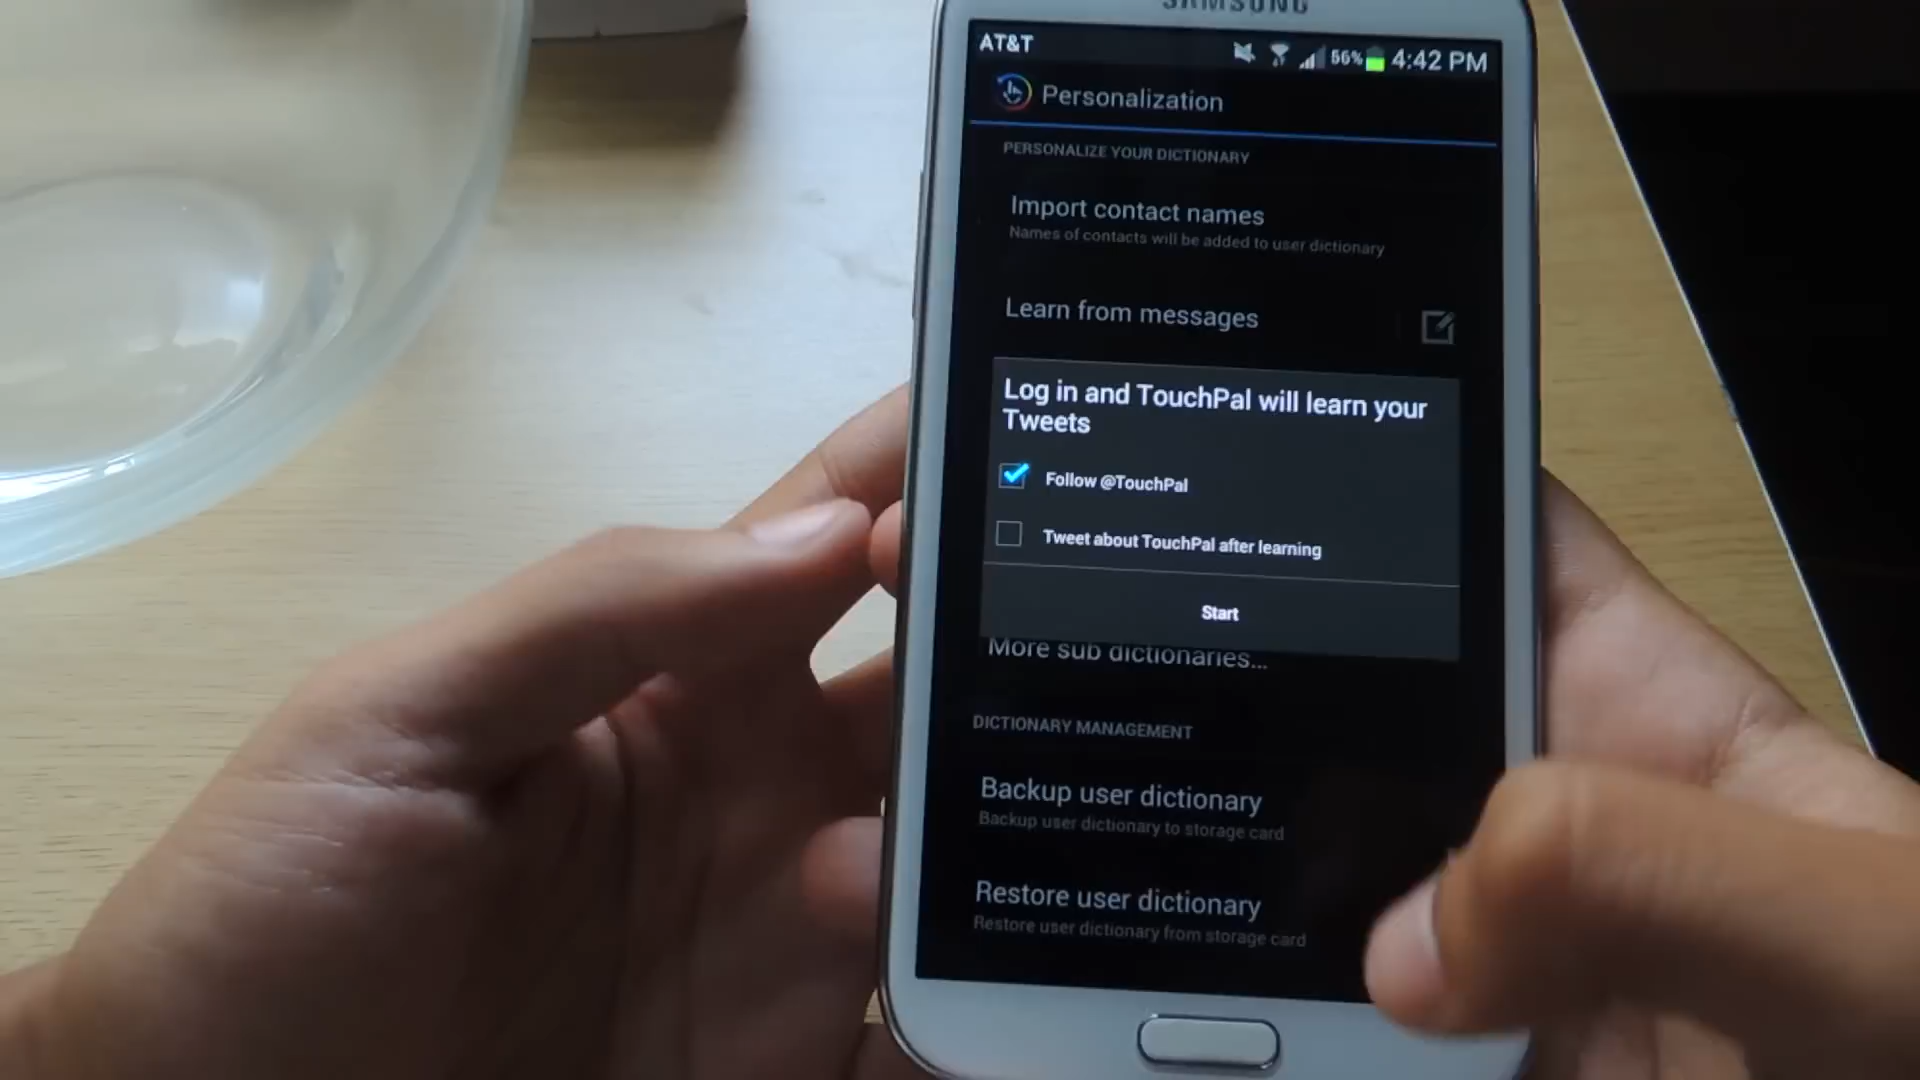 SAMSUNG
AT&T 56% 4:42 PM
Personalization
PERSONALIZE YOUR DICTIONARY
Import contact names
Names of contacts will be added to user dictionary
Learn from messages
Log in and TouchPal will learn your
Tweets
Follow @TouchPal
Tweet about TouchPal after learning
Start
More sub dictionaries...
DICTIONARY MANAGEMENT
Backup user dictionary
Backup user dictionary to storage card
Restore user dictionary
Restore user dictionary from storage card